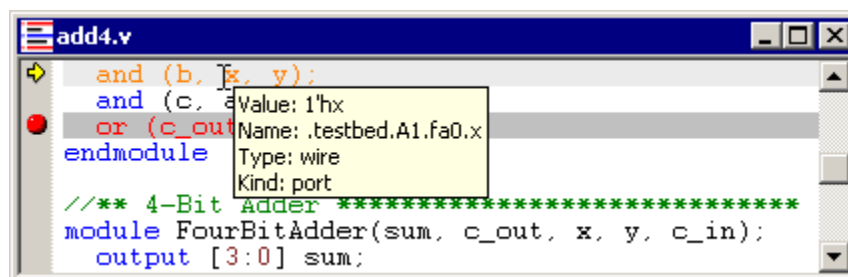 add4.v
and (b, x, y);
and (c, a
or (c_out
endmodule
Value: 1'hx
Name: .testbed.A1.fa0.x
Type: wire
Kind: port
//** 4-Bit Adder *****************************
module FourBitAdder(sum, c_out, x, y, c_in);
output [3:0] sum;